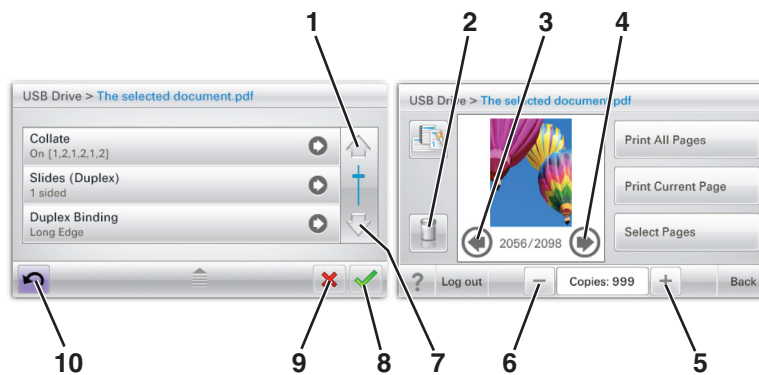 1
2
3
4
USB Drive > The selected document.pdf
Collate
On [1,2,1,2,1,2]
Slides (Duplex)
1 sided
Duplex Binding
Long Edge
USB Drive > The selected document.pdf
Print All Pages
Print Current Page
Select Pages
2056/2098
? Log out
Copies: 999
Back
10
9
8
7
6
5